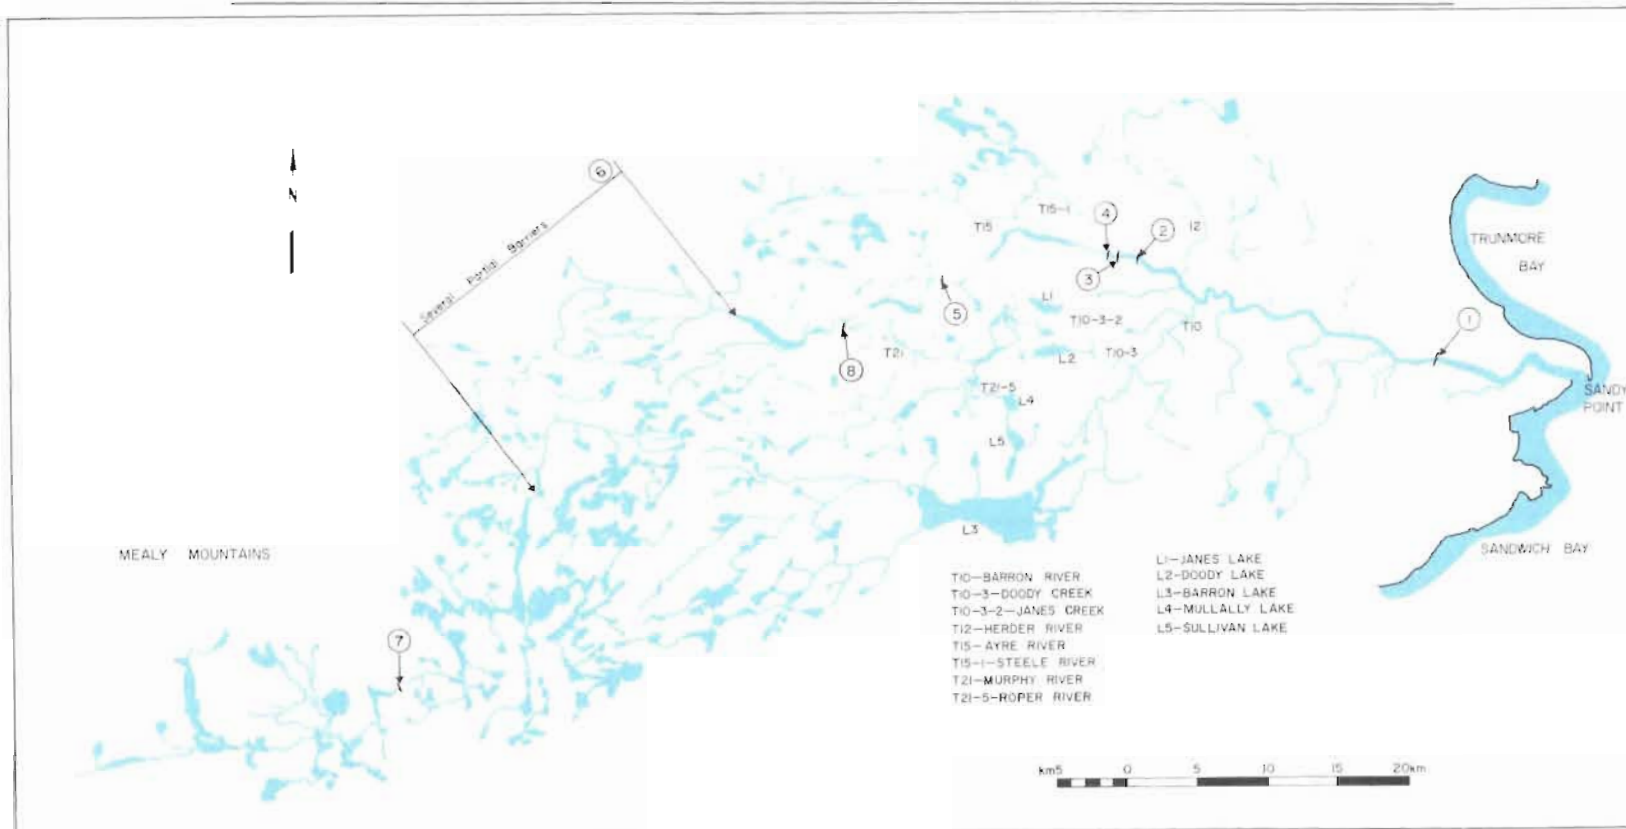 N
6
Several Partial Barriers
T15-1
T15
4
2
12
TRUNMORE
BAY
3
L1
5
T10-3-2
T10
1
T21
L2
T10-3
8
T21-5
L4
SANDY
POINT
L5
L3
MEALY MOUNTAINS
SANDWICH BAY
7
T10-BARRON RIVER
T10-3-DOODY CREEK
T10-3-2-JANES CREEK
T12-HERDER RIVER
T15-AYRE RIVER
T15-1-STEELE RIVER
T21-MURPHY RIVER
T21-5-ROPER RIVER
L1-JANES LAKE
L2-DOODY LAKE
L3-BARRON LAKE
L4-MULLALLY LAKE
L5-SULLIVAN LAKE
km5 0 5 10 15 20km